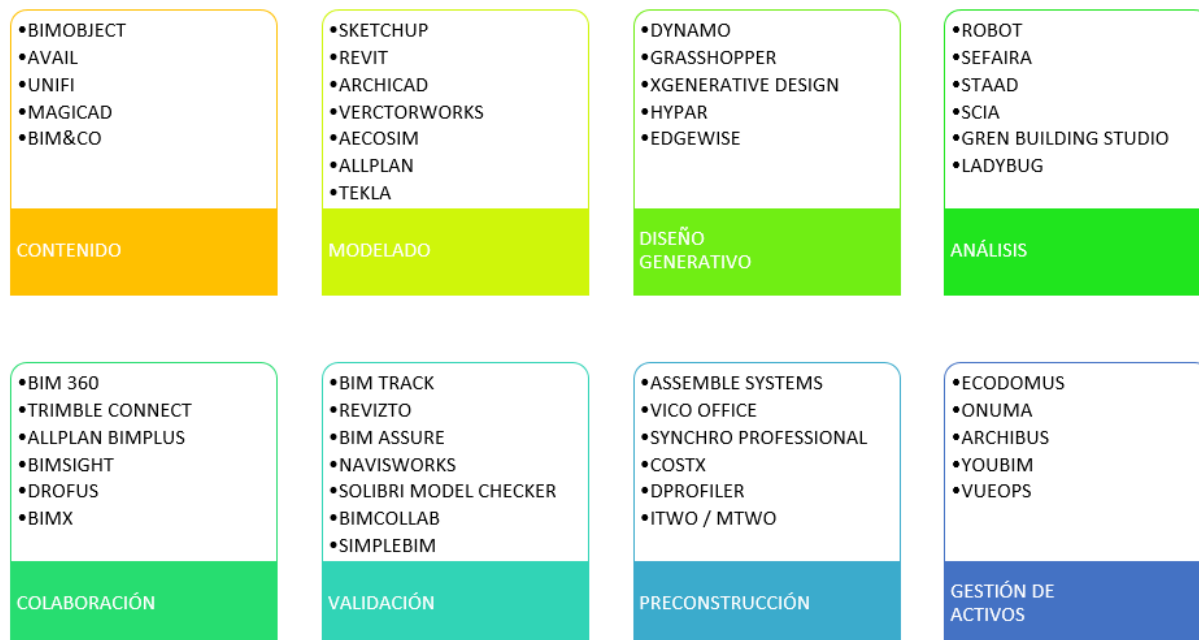 •BIMOBJECT
•AVAIL
•UNIFI
•MAGICAD
•BIM&CO
CONTENIDO
•SKETCHUP
•REVIT
•ARCHICAD
•VERCTORWORKS
•AECOSIM
•ALLPLAN
•TEKLA
MODELADO
•DYNAMO
•GRASSHOPPER
•XGENERATIVE DESIGN
•HYPAR
•EDGEWISE
DISEÑO
GENERATIVO
•ROBOT
•SEFAIRA
•STAAD
•SCIA
•GREN BUILDING STUDIO
•LADYBUG
ANÁLISIS
•BIM 360
•TRIMBLE CONNECT
•ALLPLAN BIMPLUS
•BIMSIGHT
•DROFUS
•BIMX
COLABORACIÓN
•BIM TRACK
•REVIZTO
•BIM ASSURE
•NAVISWORKS
•SOLIBRI MODEL CHECKER
•BIMCOLLAB
•SIMPLEBIM
VALIDACIÓN
•ASSEMBLE SYSTEMS
•VICO OFFICE
•SYNCHRO PROFESSIONAL
•COSTX
•DPROFILER
•ITWO / MTWO
PRECONSTRUCCIÓN
•ECODOMUS
•ONUMA
•ARCHIBUS
•YOUBIM
•VUEOPS
GESTIÓN DE
ACTIVOS